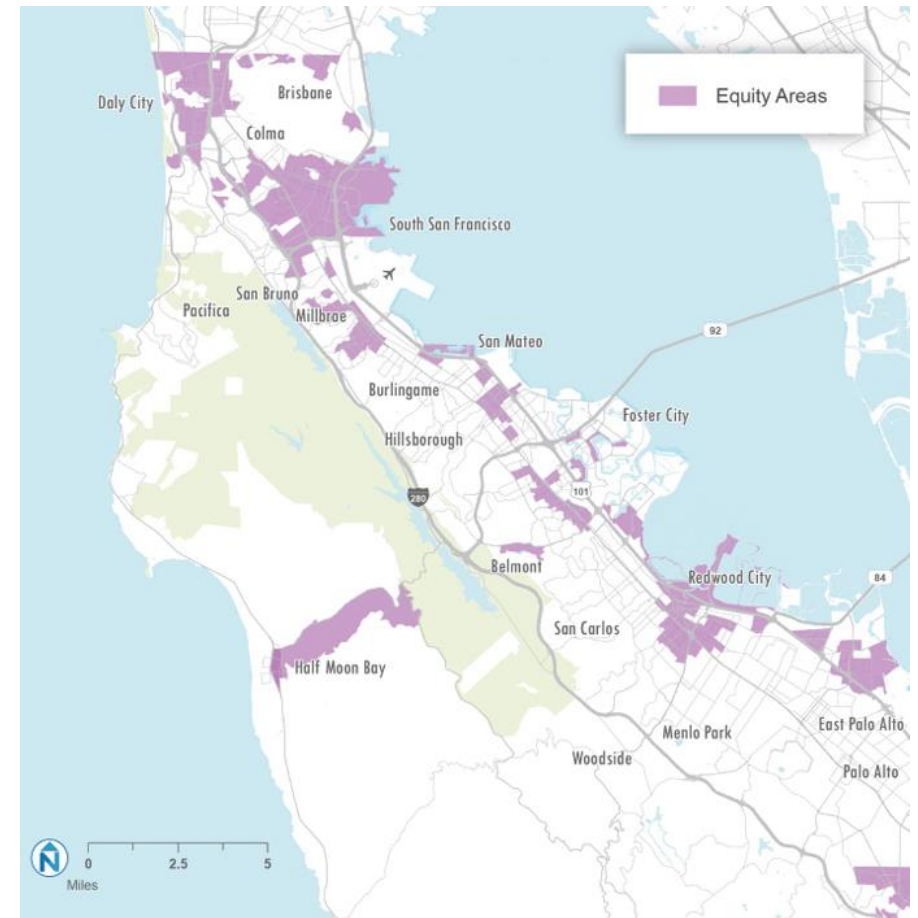 Equity Areas
Daly City
Brisbane
Colma
South San Francisco
San Bruno
Pacifica
Millbrae
San Mateo
92
Burlingame
Foster City
Hillsborough
280
101
Belmont
Redwood City
84
San Carlos
Half Moon Bay
East Palo Alto
Menlo Park
Woodside
Palo Alto
N
0
2.5
5
Miles